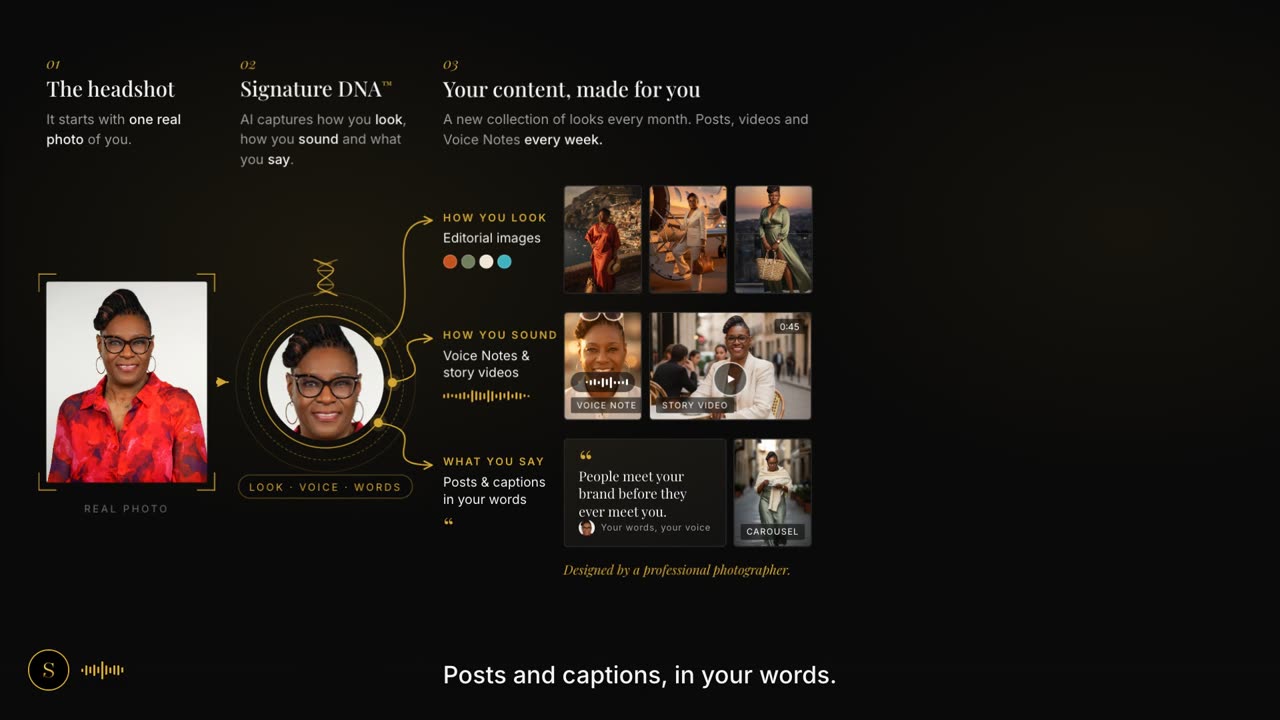 01
The headshot
It starts with one real
photo of you.
02
Signature DNA™
AI captures how you look,
how you sound and what
you say.
03
Your content, made for you
A new collection of looks every month. Posts, videos and
Voice Notes every week.
REAL PHOTO
LOOK · VOICE · WORDS
HOW YOU LOOK
Editorial images
HOW YOU SOUND
Voice Notes &
story videos
VOICE NOTE
0:45
STORY VIDEO
WHAT YOU SAY
Posts & captions
in your words
“
“
People meet your
brand before they
ever meet you.
Your words, your voice
CAROUSEL
Designed by a professional photographer.
S
Posts and captions, in your words.